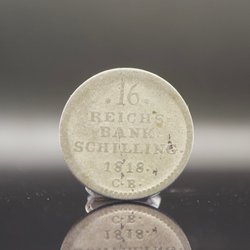 .16.
REICHS
BANK
SCHILLING
1818.
C.B.